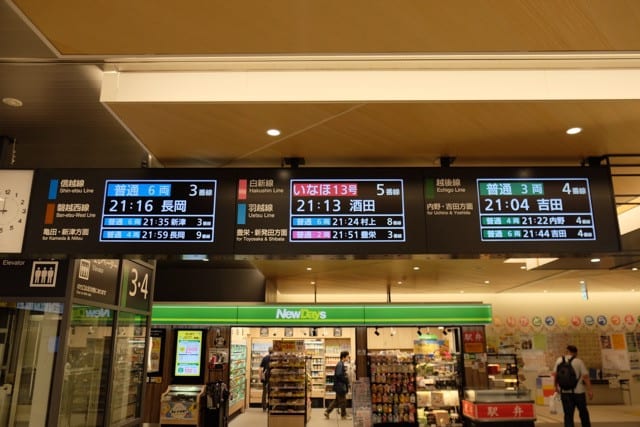 信越線
Shin-etsu Line
磐越西線
Ban-etsu-West Line
亀田・新津方面
for Kameda & Niitsu
普通 6両 3番線
21:16 長岡
普通 6両 21:35 新津 3番線
普通 4両 21:59 長岡 9番線
白新線
Hakushin Line
羽越線
Uetsu Line
豊栄・新発田方面
for Toyosaka & Shibata
いなほ13号 5番線
21:13 酒田
普通 6両 21:24 村上 8番線
普通 2両 21:51 豊栄 3番線
越後線
Echigo Line
内野・吉田方面
for Uchino & Yoshida
普通 3両 4番線
21:04 吉田
普通 4両 21:22 内野 4番線
普通 6両 21:44 吉田 4番線
Elevator
3·4
NewDays
駅弁